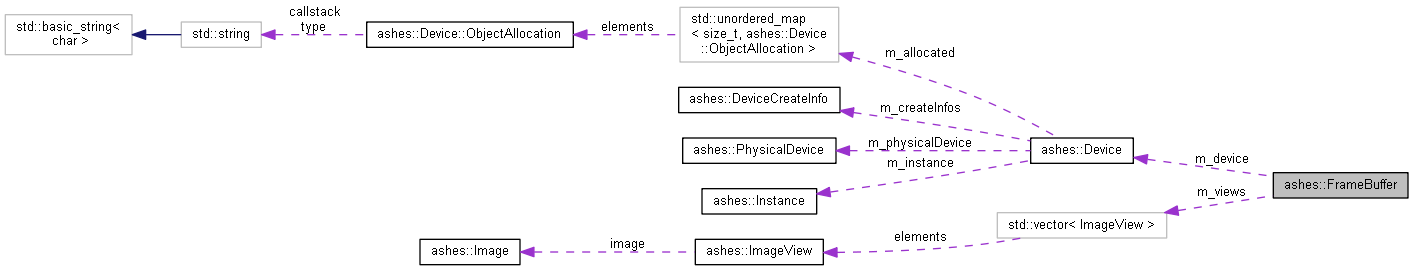 std::basic_string<
char >
std::string
callstack
type
ashes::Device::ObjectAllocation
elements
std::unordered_map
< size_t, ashes::Device
::ObjectAllocation >
m_allocated
ashes::DeviceCreateInfo
m_createInfos
ashes::PhysicalDevice
m_physicalDevice
m_instance
ashes::Instance
ashes::Device
m_device
ashes::FrameBuffer
m_views
std::vector< ImageView >
elements
ashes::ImageView
image
ashes::Image